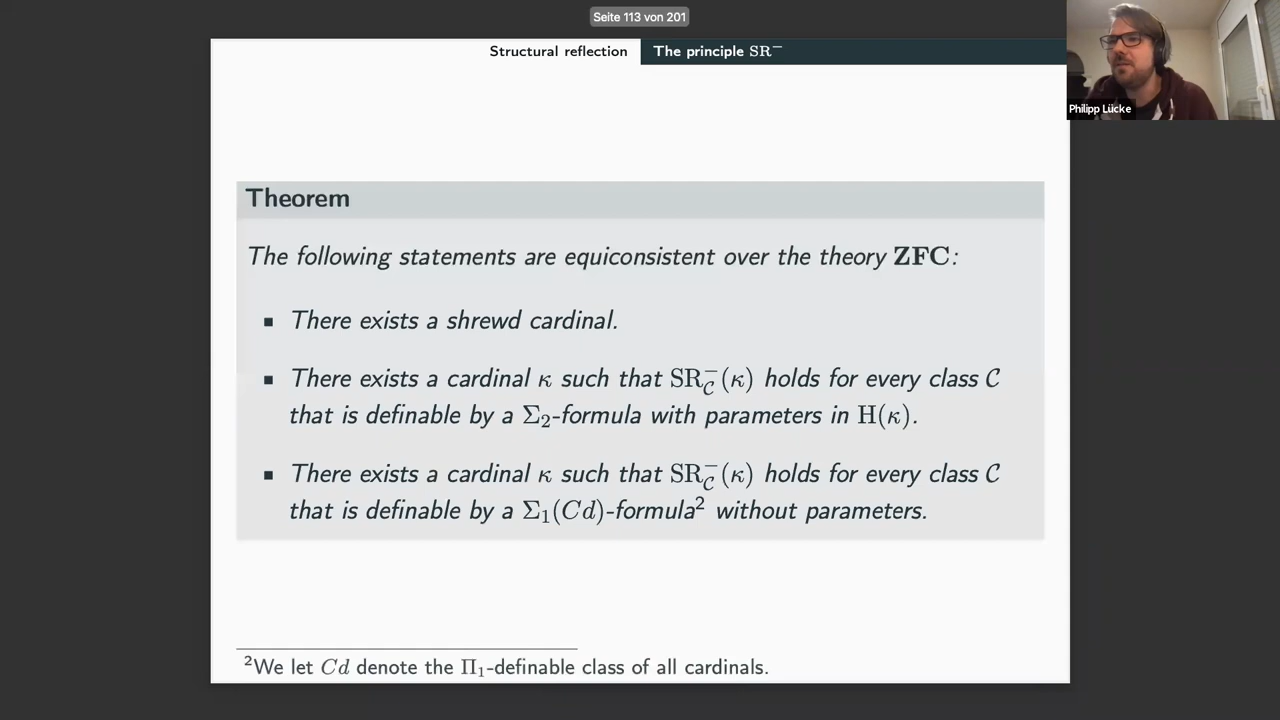 Seite 113 von 201
Structural reflection
The principle SR⁻
Philipp Lücke
Theorem
The following statements are equiconsistent over the theory ZFC:
▪ There exists a shrewd cardinal.
▪ There exists a cardinal κ such that SR⁻_𝒞(κ) holds for every class 𝒞
that is definable by a Σ₂-formula with parameters in H(κ).
▪ There exists a cardinal κ such that SR⁻_𝒞(κ) holds for every class 𝒞
that is definable by a Σ₁(Cd)-formula² without parameters.
²We let Cd denote the Π₁-definable class of all cardinals.